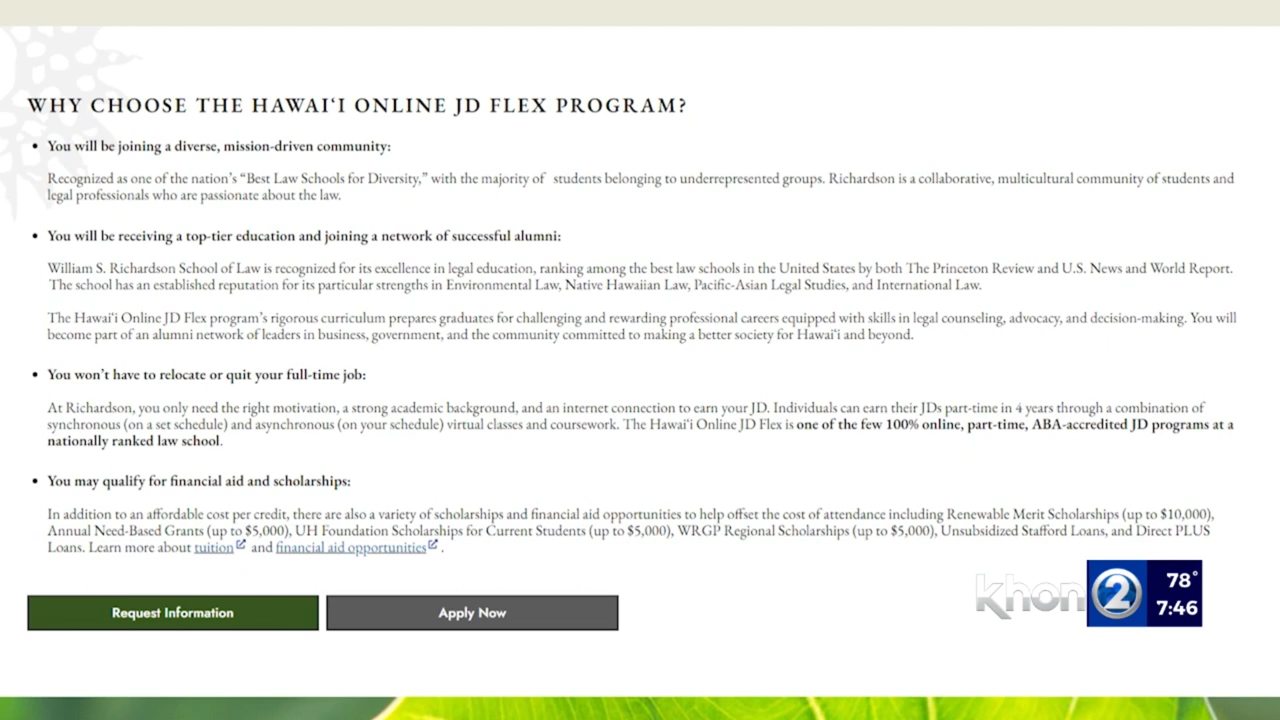 WHY CHOOSE THE HAWAIʻI ONLINE JD FLEX PROGRAM?
• You will be joining a diverse, mission-driven community:
Recognized as one of the nation's “Best Law Schools for Diversity,” with the majority of students belonging to underrepresented groups. Richardson is a collaborative, multicultural community of students and
legal professionals who are passionate about the law.
• You will be receiving a top-tier education and joining a network of successful alumni:
William S. Richardson School of Law is recognized for its excellence in legal education, ranking among the best law schools in the United States by both The Princeton Review and U.S. News and World Report.
The school has an established reputation for its particular strengths in Environmental Law, Native Hawaiian Law, Pacific-Asian Legal Studies, and International Law.
The Hawaiʻi Online JD Flex program's rigorous curriculum prepares graduates for challenging and rewarding professional careers equipped with skills in legal counseling, advocacy, and decision-making. You will
become part of an alumni network of leaders in business, government, and the community committed to making a better society for Hawaiʻi and beyond.
• You won't have to relocate or quit your full-time job:
At Richardson, you only need the right motivation, a strong academic background, and an internet connection to earn your JD. Individuals can earn their JDs part-time in 4 years through a combination of
synchronous (on a set schedule) and asynchronous (on your schedule) virtual classes and coursework. The Hawaiʻi Online JD Flex is one of the few 100% online, part-time, ABA-accredited JD programs at a
nationally ranked law school.
• You may qualify for financial aid and scholarships:
In addition to an affordable cost per credit, there are also a variety of scholarships and financial aid opportunities to help offset the cost of attendance including Renewable Merit Scholarships (up to $10,000),
Annual Need-Based Grants (up to $5,000), UH Foundation Scholarships for Current Students (up to $5,000), WRGP Regional Scholarships (up to $5,000), Unsubsidized Stafford Loans, and Direct PLUS
Loans. Learn more about tuition and financial aid opportunities .
Request Information
Apply Now
khon 2
78°
7:46